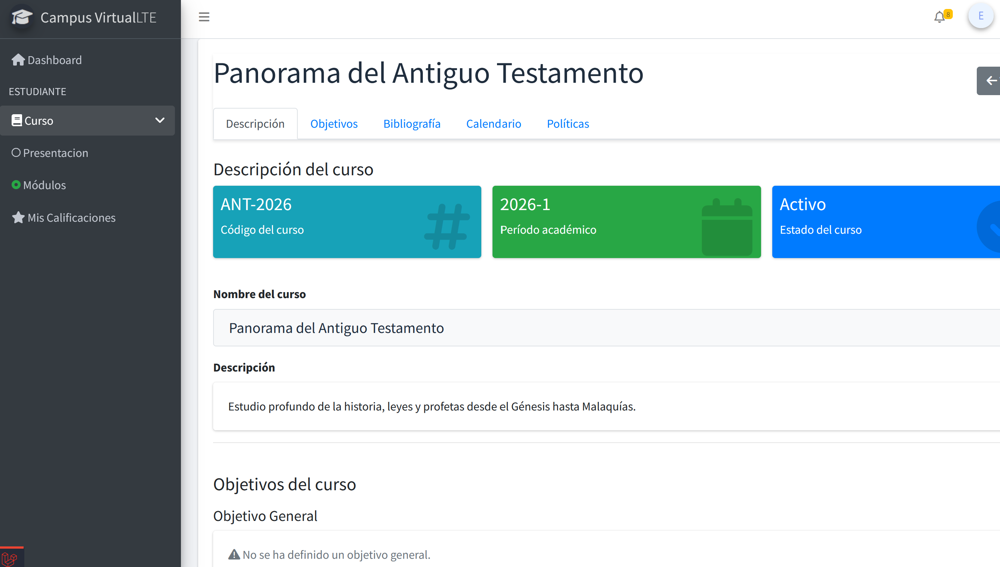 Campus VirtualLTE
8
E
Dashboard
ESTUDIANTE
Curso
Presentacion
Módulos
Mis Calificaciones
Panorama del Antiguo Testamento
Descripción
Objetivos
Bibliografía
Calendario
Políticas
Descripción del curso
ANT-2026
Código del curso
2026-1
Período académico
Activo
Estado del curso
Nombre del curso
Panorama del Antiguo Testamento
Descripción
Estudio profundo de la historia, leyes y profetas desde el Génesis hasta Malaquías.
Objetivos del curso
Objetivo General
No se ha definido un objetivo general.